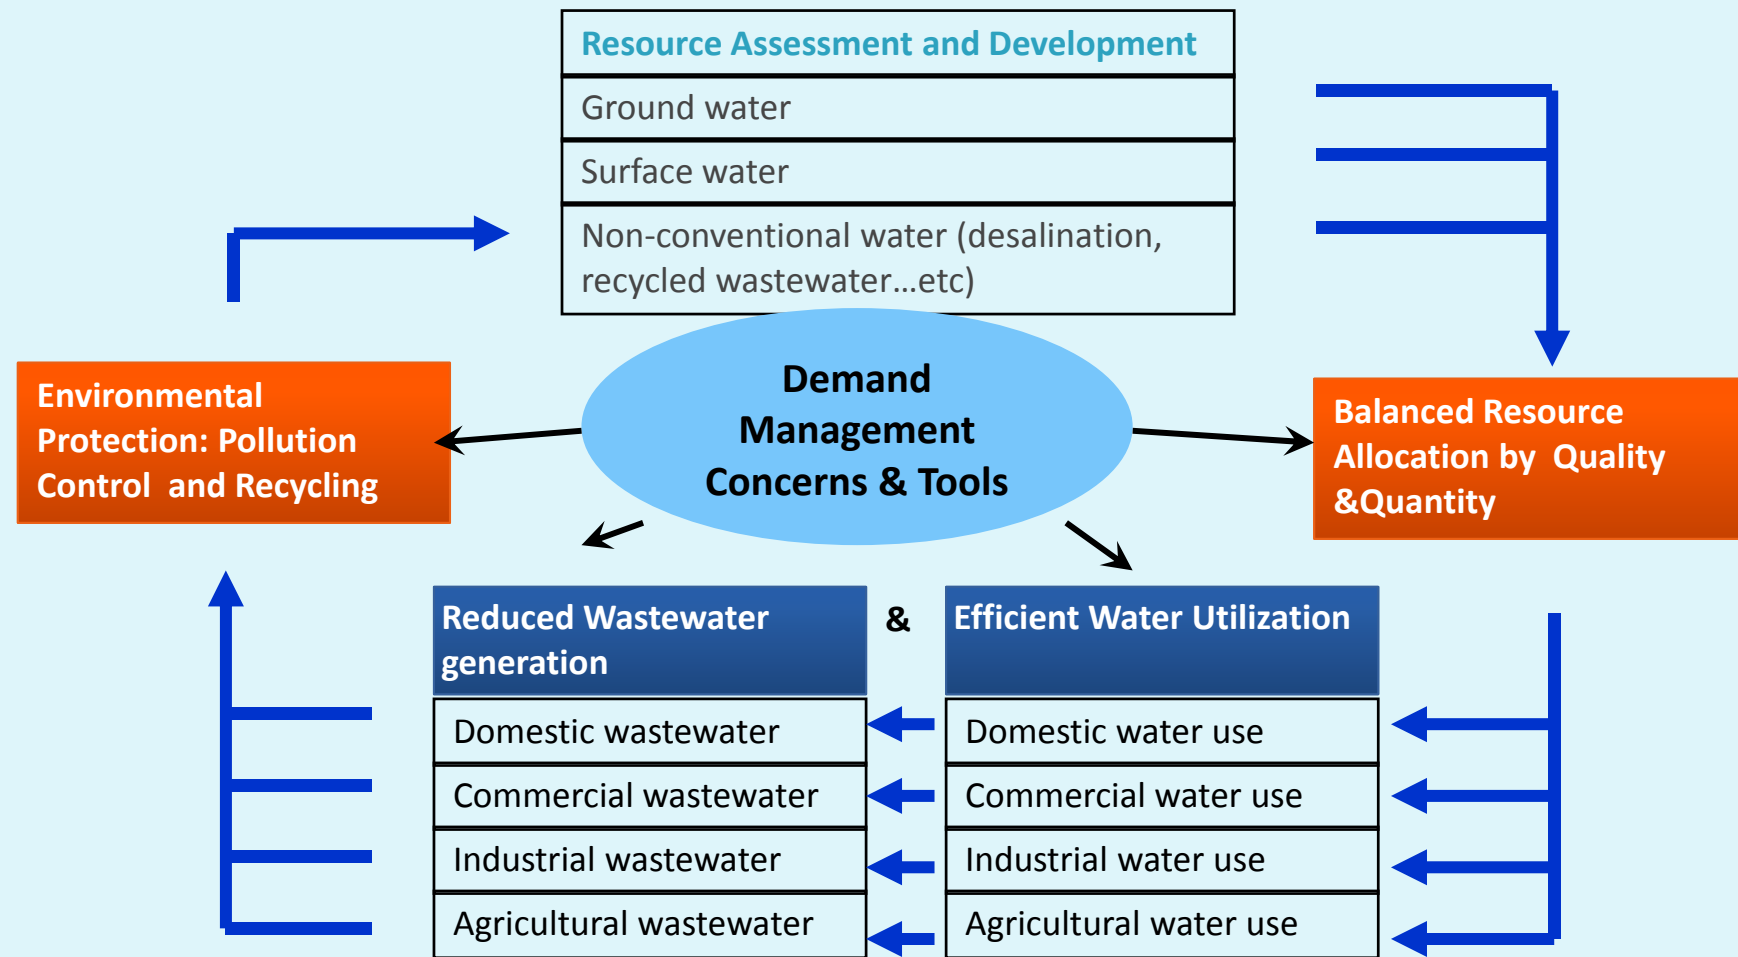 Resource Assessment and Development
Ground water
Surface water
Non-conventional water (desalination,
recycled wastewater...etc)
Demand
Management
Concerns & Tools
Environmental
Protection: Pollution
Control and Recycling
Balanced Resource
Allocation by Quality
&Quantity
Reduced Wastewater
generation
&
Efficient Water Utilization
Domestic wastewater
Domestic water use
Commercial wastewater
Commercial water use
Industrial wastewater
Industrial water use
Agricultural wastewater
Agricultural water use